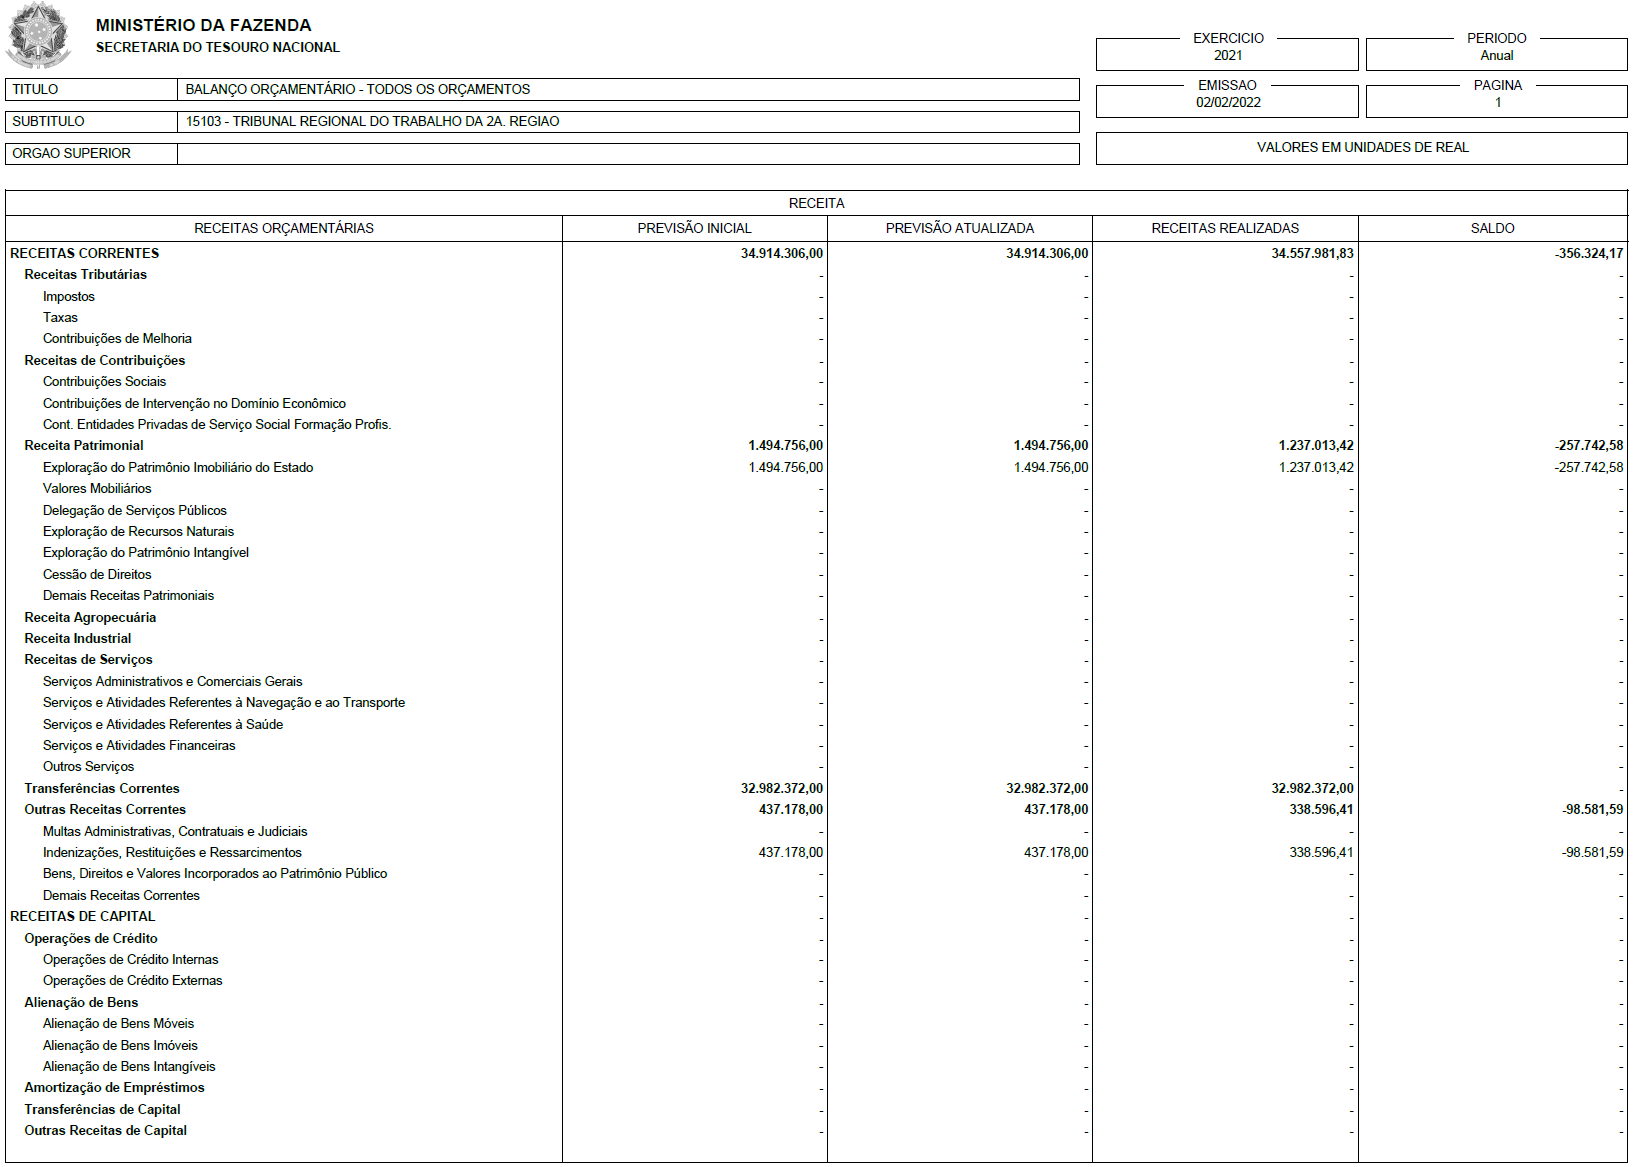 MINISTÉRIO DA FAZENDA
SECRETARIA DO TESOURO NACIONAL
EXERCICIO
2021
PERIODO
Anual
EMISSAO
02/02/2022
PAGINA
1
TITULO BALANÇO ORÇAMENTÁRIO - TODOS OS ORÇAMENTOS
SUBTITULO 15103 - TRIBUNAL REGIONAL DO TRABALHO DA 2A. REGIAO
ORGAO SUPERIOR
VALORES EM UNIDADES DE REAL
RECEITA
RECEITAS ORÇAMENTÁRIAS PREVISÃO INICIAL PREVISÃO ATUALIZADA RECEITAS REALIZADAS SALDO
RECEITAS CORRENTES 34.914.306,00 34.914.306,00 34.557.981,83 -356.324,17
Receitas Tributárias - - - -
Impostos - - - -
Taxas - - - -
Contribuições de Melhoria - - - -
Receitas de Contribuições - - - -
Contribuições Sociais - - - -
Contribuições de Intervenção no Domínio Econômico - - - -
Cont. Entidades Privadas de Serviço Social Formação Profis. - - - -
Receita Patrimonial 1.494.756,00 1.494.756,00 1.237.013,42 -257.742,58
Exploração do Patrimônio Imobiliário do Estado 1.494.756,00 1.494.756,00 1.237.013,42 -257.742,58
Valores Mobiliários - - - -
Delegação de Serviços Públicos - - - -
Exploração de Recursos Naturais - - - -
Exploração do Patrimônio Intangível - - - -
Cessão de Direitos - - - -
Demais Receitas Patrimoniais - - - -
Receita Agropecuária - - - -
Receita Industrial - - - -
Receitas de Serviços - - - -
Serviços Administrativos e Comerciais Gerais - - - -
Serviços e Atividades Referentes à Navegação e ao Transporte - - - -
Serviços e Atividades Referentes à Saúde - - - -
Serviços e Atividades Financeiras - - - -
Outros Serviços - - - -
Transferências Correntes 32.982.372,00 32.982.372,00 32.982.372,00 -
Outras Receitas Correntes 437.178,00 437.178,00 338.596,41 -98.581,59
Multas Administrativas, Contratuais e Judiciais - - - -
Indenizações, Restituições e Ressarcimentos 437.178,00 437.178,00 338.596,41 -98.581,59
Bens, Direitos e Valores Incorporados ao Patrimônio Público - - - -
Demais Receitas Correntes - - - -
RECEITAS DE CAPITAL - - - -
Operações de Crédito - - - -
Operações de Crédito Internas - - - -
Operações de Crédito Externas - - - -
Alienação de Bens - - - -
Alienação de Bens Móveis - - - -
Alienação de Bens Imóveis - - - -
Alienação de Bens Intangíveis - - - -
Amortização de Empréstimos - - - -
Transferências de Capital - - - -
Outras Receitas de Capital - - - -